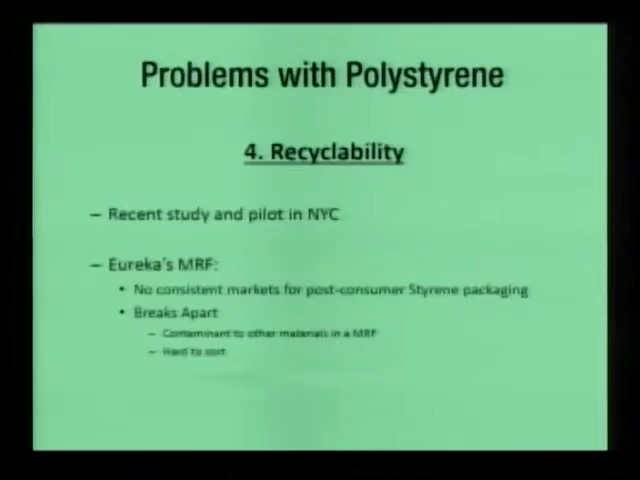 Problems with Polystyrene
4. Recyclability
– Recent study and pilot in NYC
– Eureka's MRF:
• No consistent markets for post-consumer Styrene packaging
• Breaks Apart
– Contaminant to other materials in a MRF
– Hard to sort